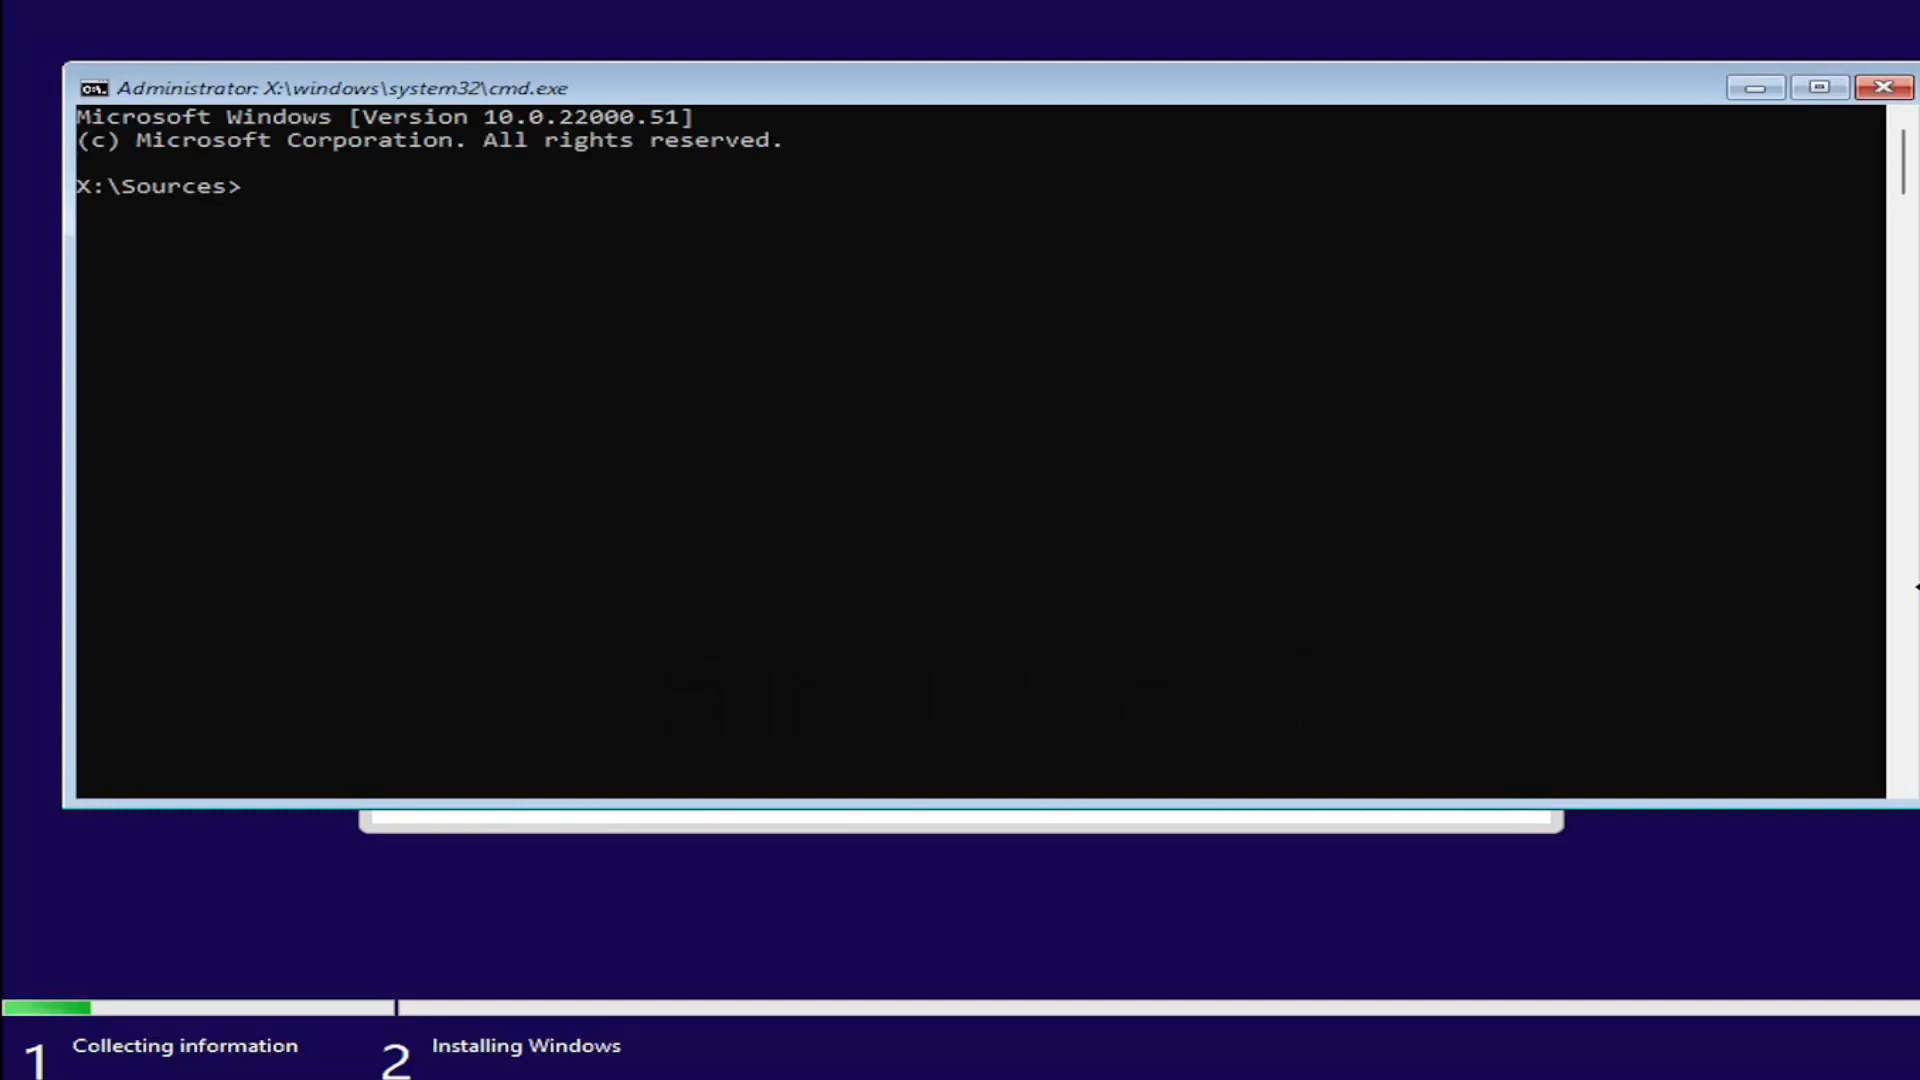 Administrator: X:\windows\system32\cmd.exe
Microsoft Windows [Version 10.0.22000.51]
(c) Microsoft Corporation. All rights reserved.
X:\Sources>
1 Collecting information
2 Installing Windows